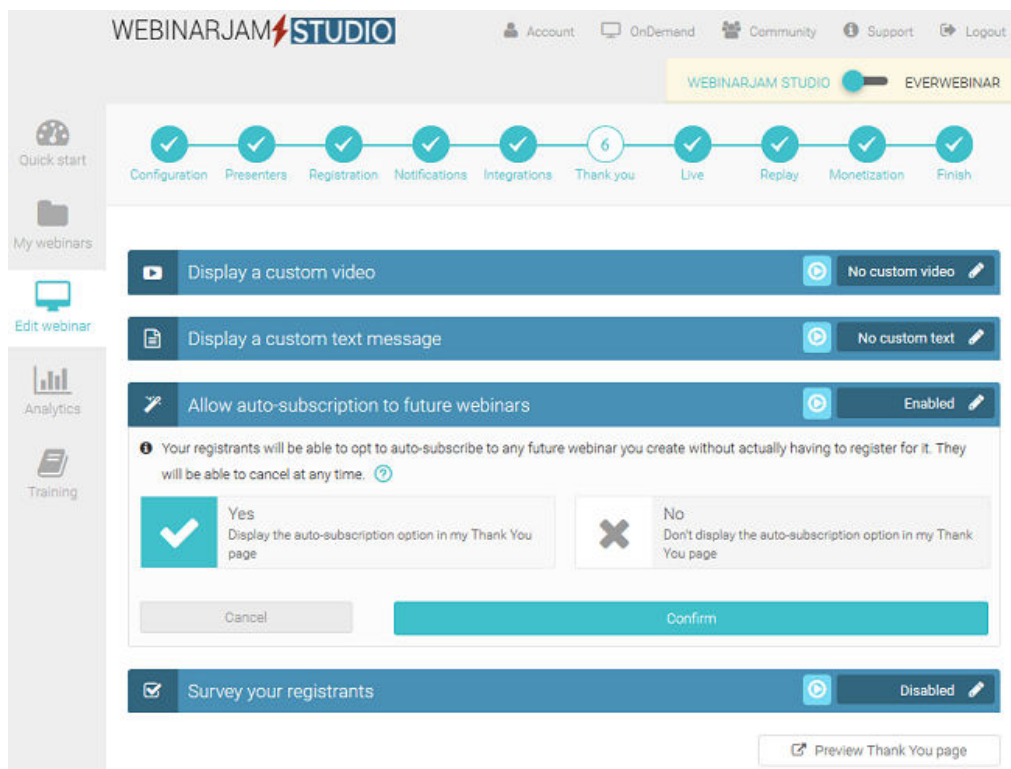 WEBINARJAM STUDIO
Account OnDemand Community Support Logout
WEBINARJAM STUDIO EVERWEBINAR
Quick start
My webinars
Edit webinar
Analytics
Training
6
Configuration Presenters Registration Notifications Integrations Thank you Live Replay Monetization Finish
Display a custom video No custom video
Display a custom text message No custom text
Allow auto-subscription to future webinars Enabled
Your registrants will be able to opt to auto-subscribe to any future webinar you create without actually having to register for it. They
will be able to cancel at any time. ?
Yes
Display the auto-subscription option in my Thank You
page
No
Don't display the auto-subscription option in my Thank
You page
Cancel Confirm
Survey your registrants Disabled
Preview Thank You page